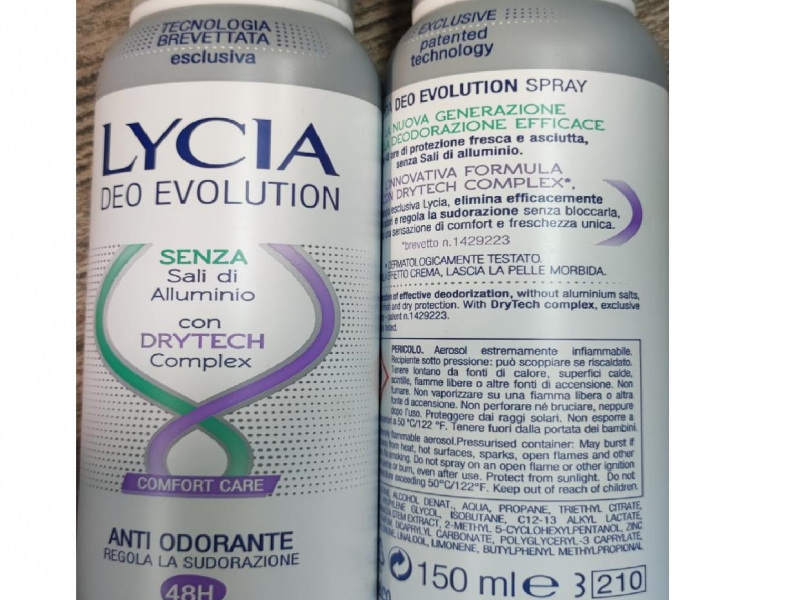 TECNOLOGIA
BREVETTATA
esclusiva
LYCIA
DEO EVOLUTION
SENZA
Sali di
Alluminio
con
DRYTECH
Complex
COMFORT CARE
ANTI ODORANTE
REGOLA LA SUDORAZIONE
48H
EXCLUSIVE
patented
technology
DEO EVOLUTION SPRAY
NUOVA GENERAZIONE
DEODORAZIONE EFFICACE
di protezione fresca e asciutta,
senza Sali di alluminio.
INNOVATIVA FORMULA
CON DRYTECH COMPLEX*,
esclusiva Lycia, elimina efficacemente
e regola la sudorazione senza bloccarla,
sensazione di comfort e freschezza unica.
*brevetto n.1429223
DERMATOLOGICAMENTE TESTATO.
EFFETTO CREMA, LASCIA LA PELLE MORBIDA.
of effective deodorization, without aluminium salts,
fresh and dry protection. With DryTech complex, exclusive
patent n.1429223.
PERICOLO. Aerosol estremamente infiammabile.
Recipiente sotto pressione: può scoppiare se riscaldato.
Tenere lontano da fonti di calore, superfici calde,
scintille, fiamme libere o altre fonti di accensione. Non
fumare. Non vaporizzare su una fiamma libera o altra
fonte di accensione. Non perforare né bruciare, neppure
dopo l'uso. Proteggere dai raggi solari. Non esporre a
a 50 °C/122 °F. Tenere fuori dalla portata dei bambini.
flammable aerosol.Pressurised container: May burst if
from heat, hot surfaces, sparks, open flames and other
smoking. Do not spray on an open flame or other ignition
or burn, even after use. Protect from sunlight. Do not
exceeding 50°C/122°F. Keep out of reach of children.
ALCOHOL DENAT., AQUA, PROPANE, TRIETHYL CITRATE,
GLYCOL, ISOBUTANE, C12-13 ALKYL LACTATE,
STEM EXTRACT, 2-METHYL 5-CYCLOHEXYLPENTANOL, ZINC
DICAPRYLYL CARBONATE, POLYGLYCERYL-3 CAPRYLATE,
LINALOOL, LIMONENE, BUTYLPHENYL METHYLPROPIONAL
150 ml e 3 210